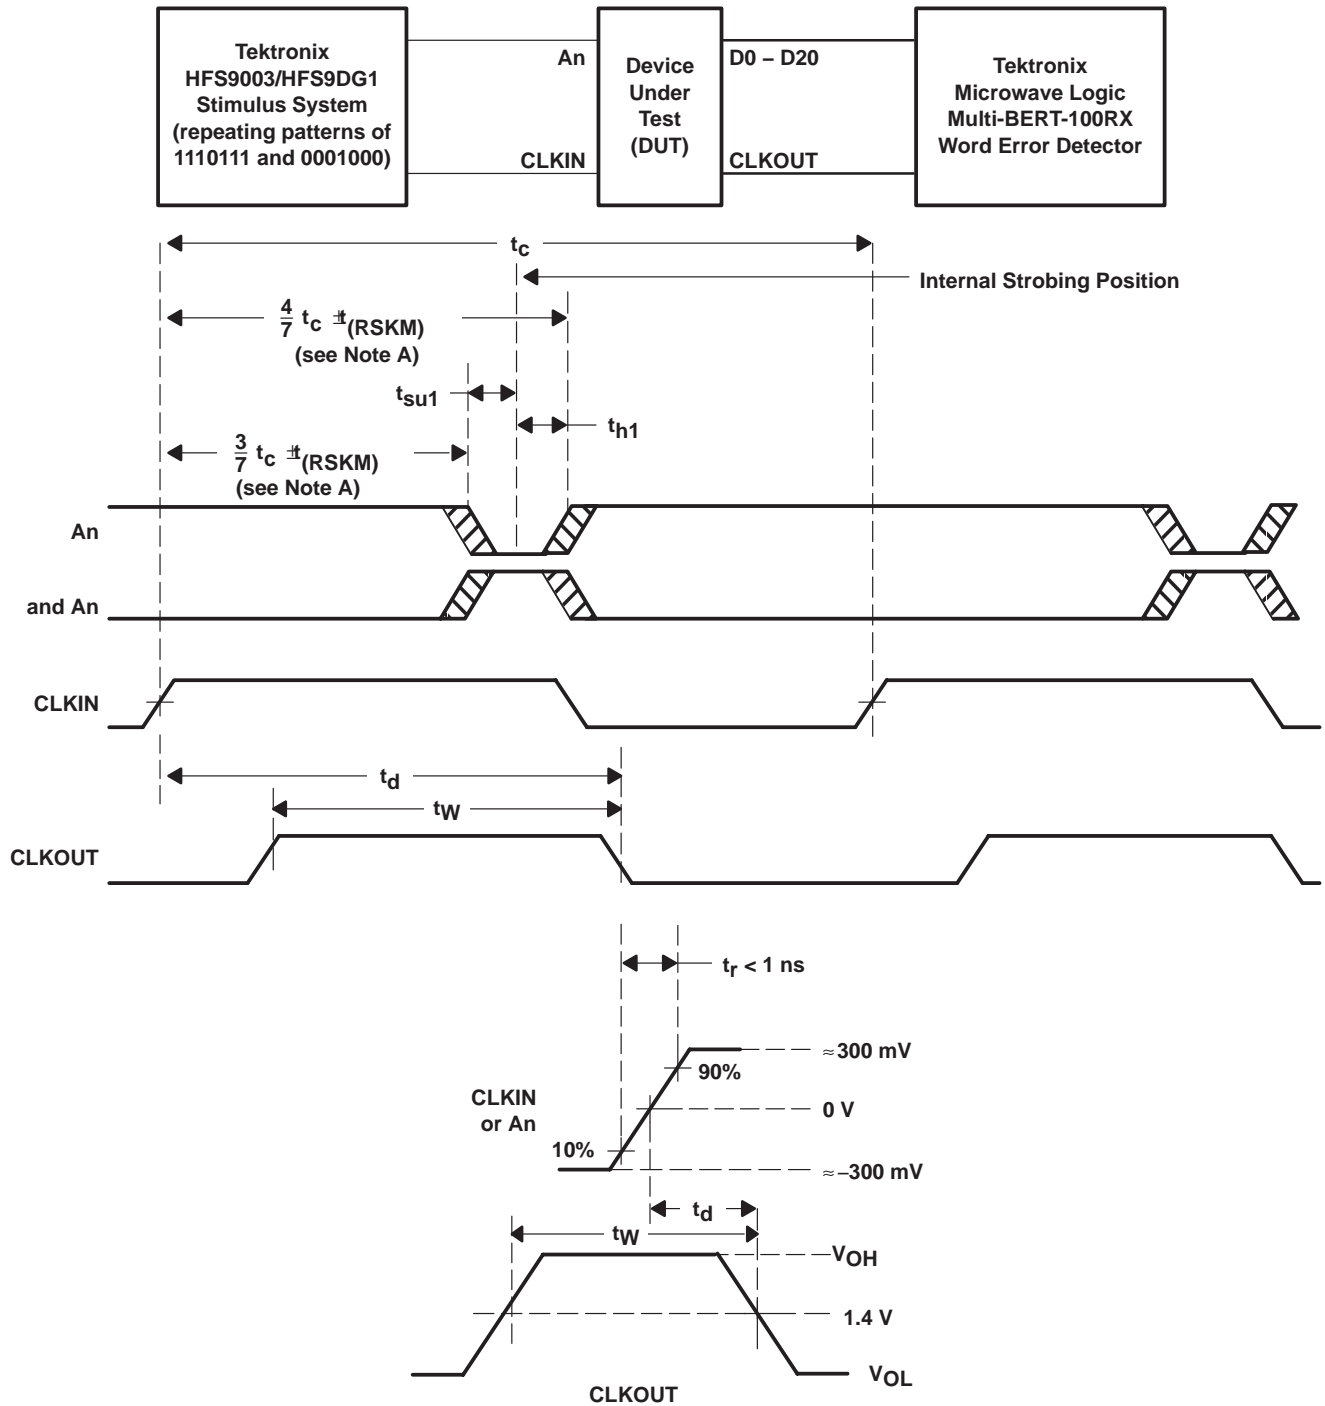 Tektronix
HFS9003/HFS9DG1
Stimulus System
(repeating patterns of
1110111 and 0001000)
An
CLKIN
Device
Under
Test
(DUT)
D0 – D20
CLKOUT
Tektronix
Microwave Logic
Multi-BERT-100RX
Word Error Detector
tc
Internal Strobing Position
4/7 tc ±t(RSKM)
(see Note A)
tsu1
th1
3/7 tc ±t(RSKM)
(see Note A)
An
and An
CLKIN
td
tW
CLKOUT
tr < 1 ns
≈300 mV
90%
CLKIN
or An
0 V
10%
≈–300 mV
td
tW
VOH
1.4 V
VOL
CLKOUT